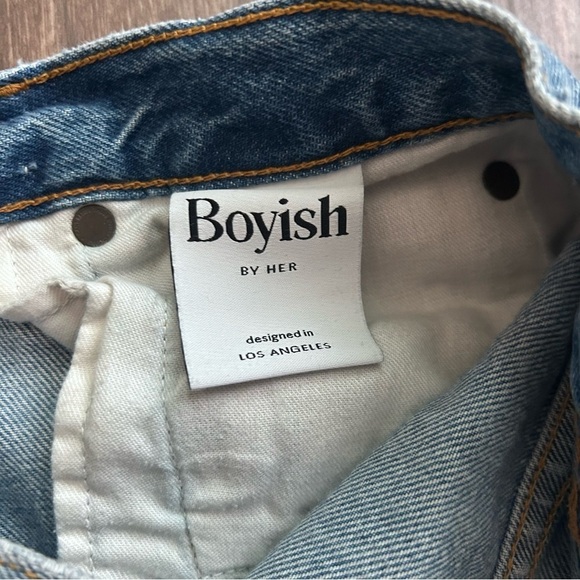 Boyish
BY HER
designed in
LOS ANGELES